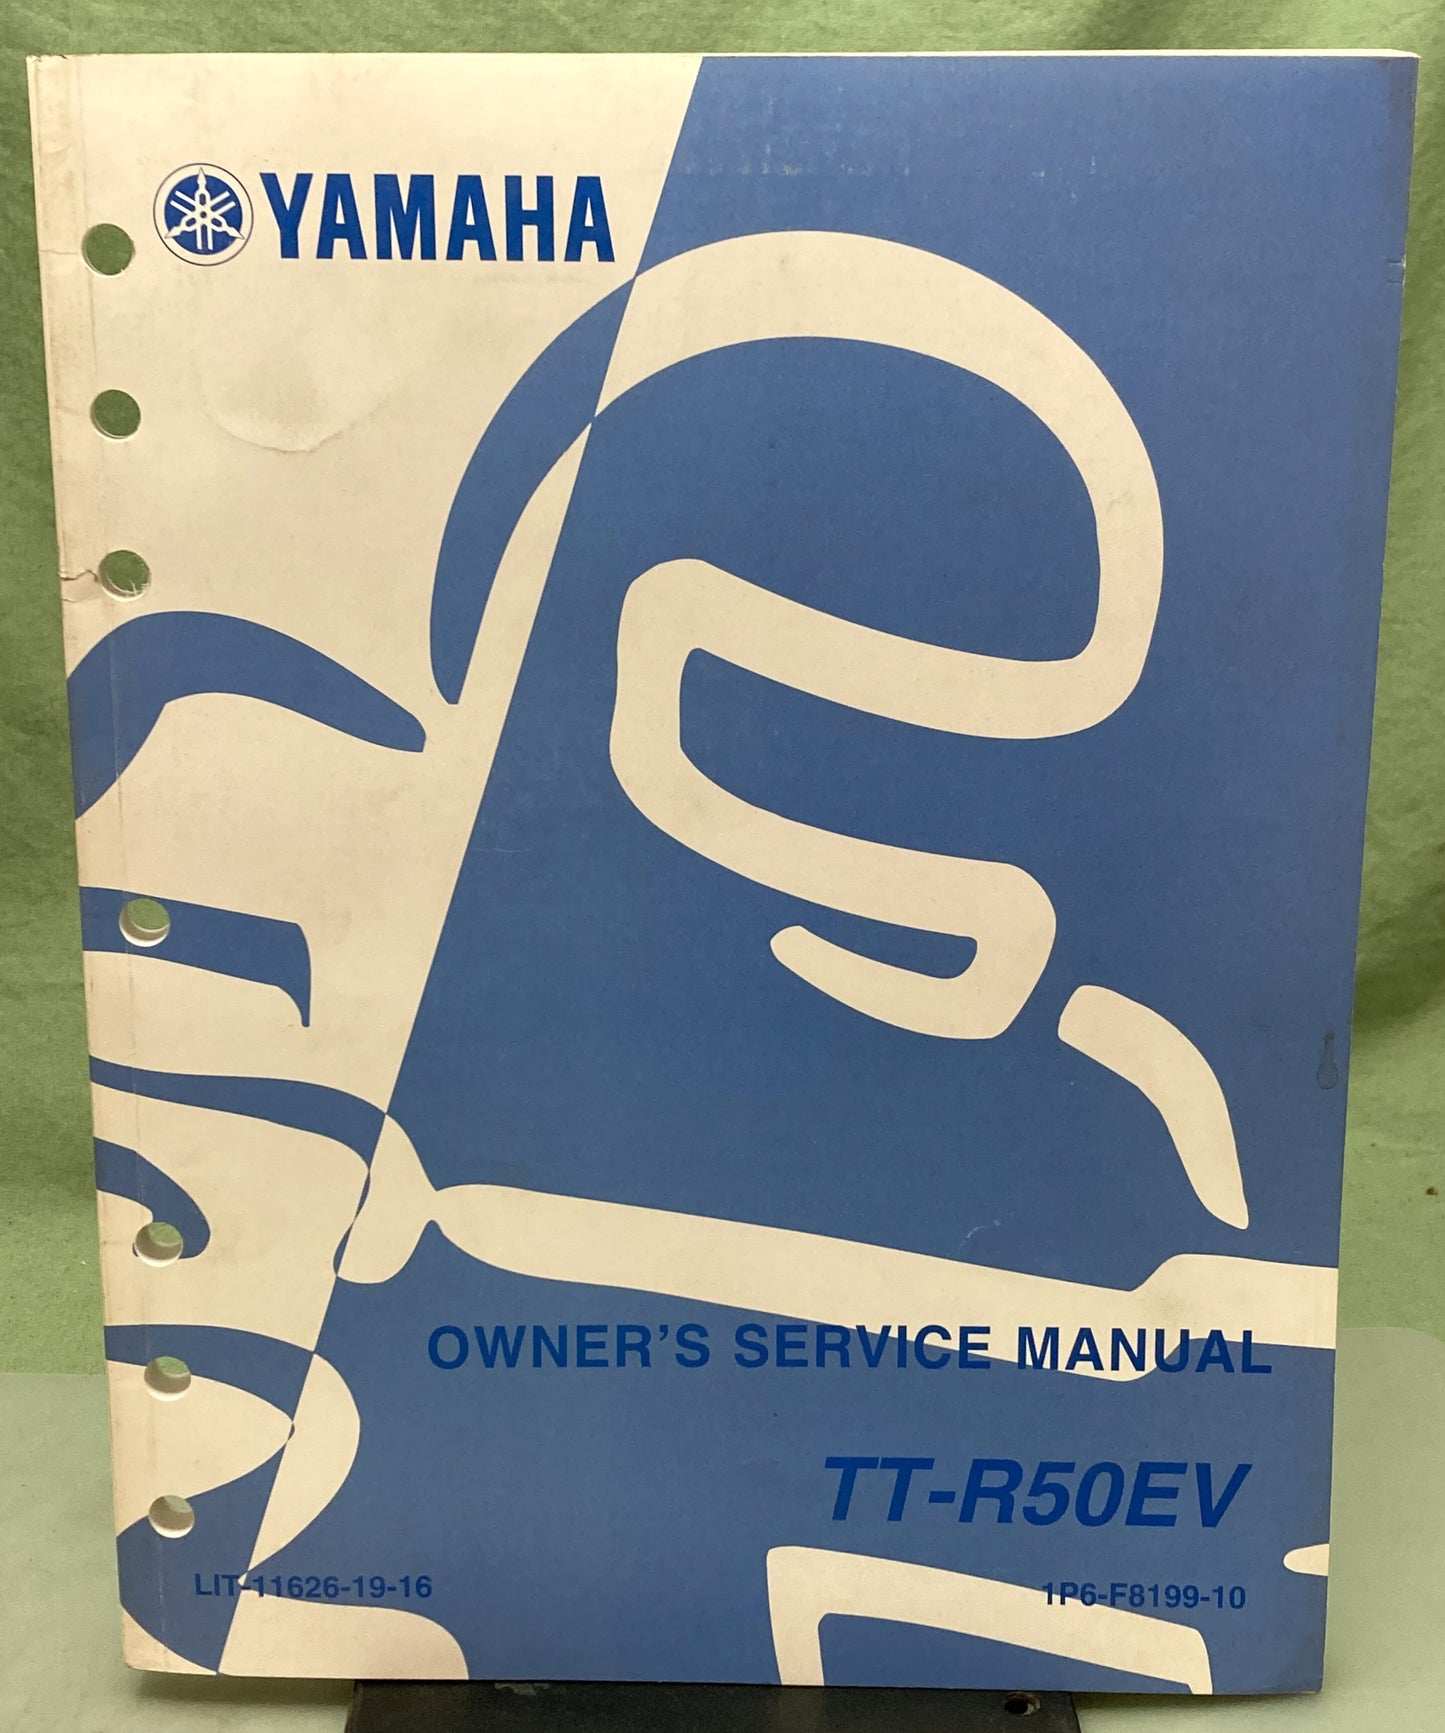 YAMAHA
OWNER'S SERVICE MANUAL
TT-R50EV
LIT-11626-19-16
1P6-F8199-10